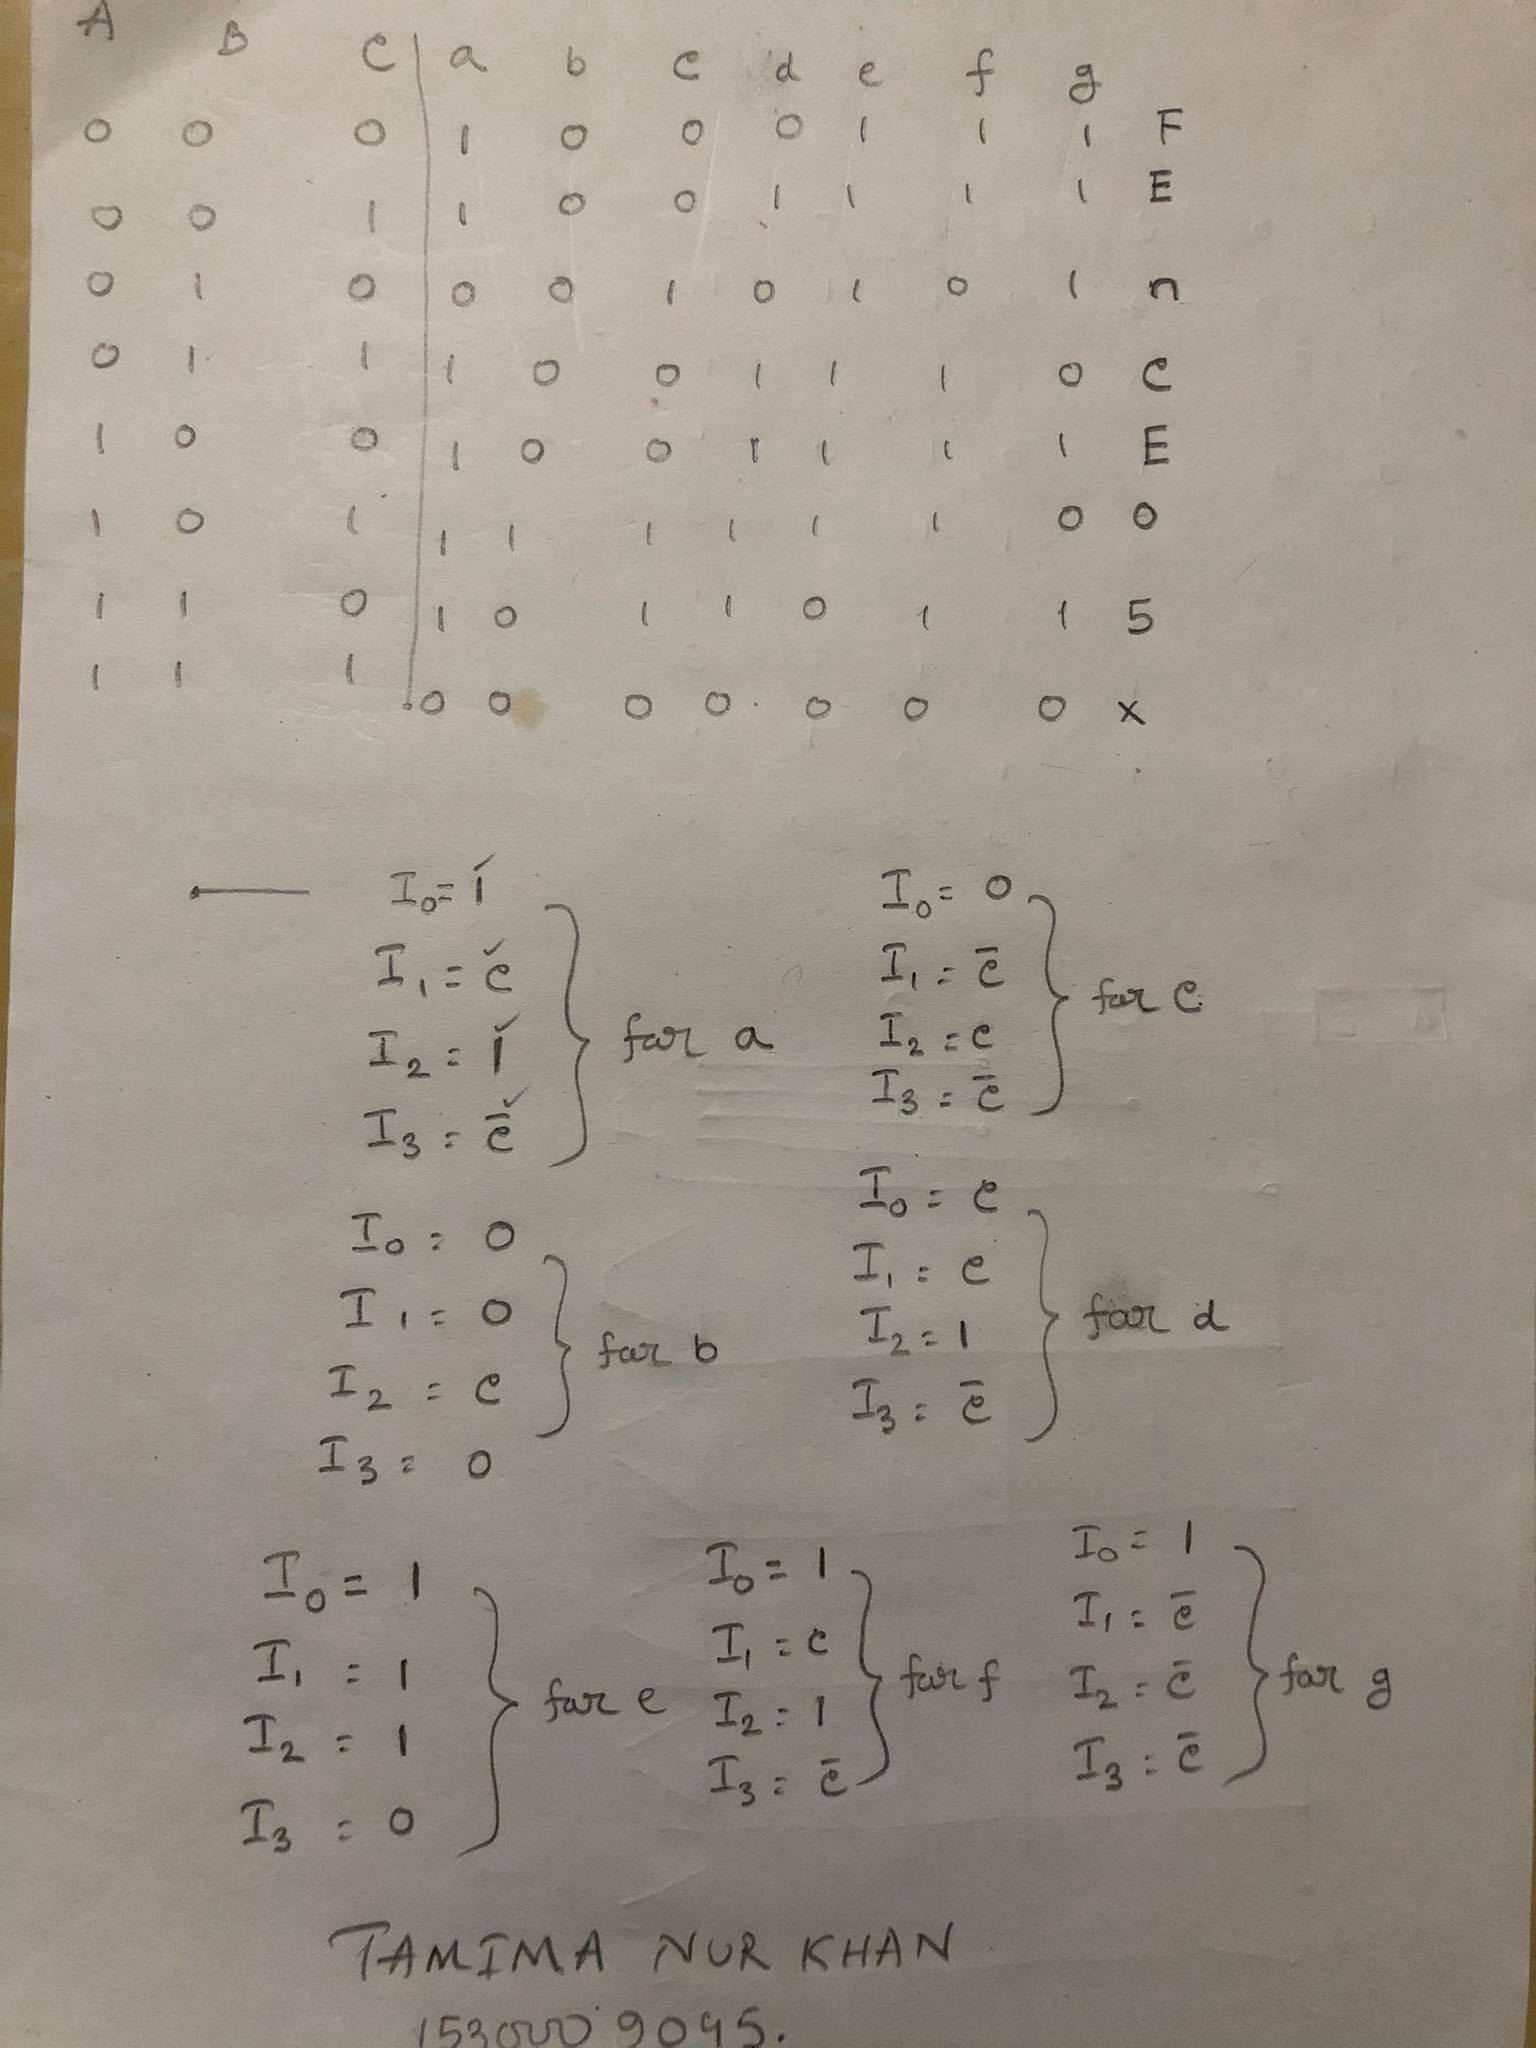 A B C a b c d e f g
0 0 0 1 0 0 0 1 1 1 F
0 0 1 1 0 0 1 1 1 1 E
0 1 0 0 0 1 0 1 0 1 n
0 1 1 1 0 0 1 1 1 0 C
1 0 0 1 0 0 1 1 1 1 E
1 0 1 1 1 1 1 1 1 0 0
1 1 0 1 0 1 1 0 1 1 5
1 1 1 0 0 0 0 0 0 0 x
I₀ = 1
I₁ = c
I₂ = 1
I₃ = c̄
for a
I₀ = 0
I₁ = c̄
I₂ = c
I₃ = c̄
for c
I₀ = 0
I₁ = 0
I₂ = c
I₃ = 0
for b
I₀ = c
I₁ = c
I₂ = 1
I₃ = c̄
for d
I₀ = 1
I₁ = 1
I₂ = 1
I₃ = 0
for e
I₀ = 1
I₁ = c
I₂ = 1
I₃ = c̄
for f
I₀ = 1
I₁ = c̄
I₂ = c̄
I₃ = c̄
for g
TAMIMA NUR KHAN